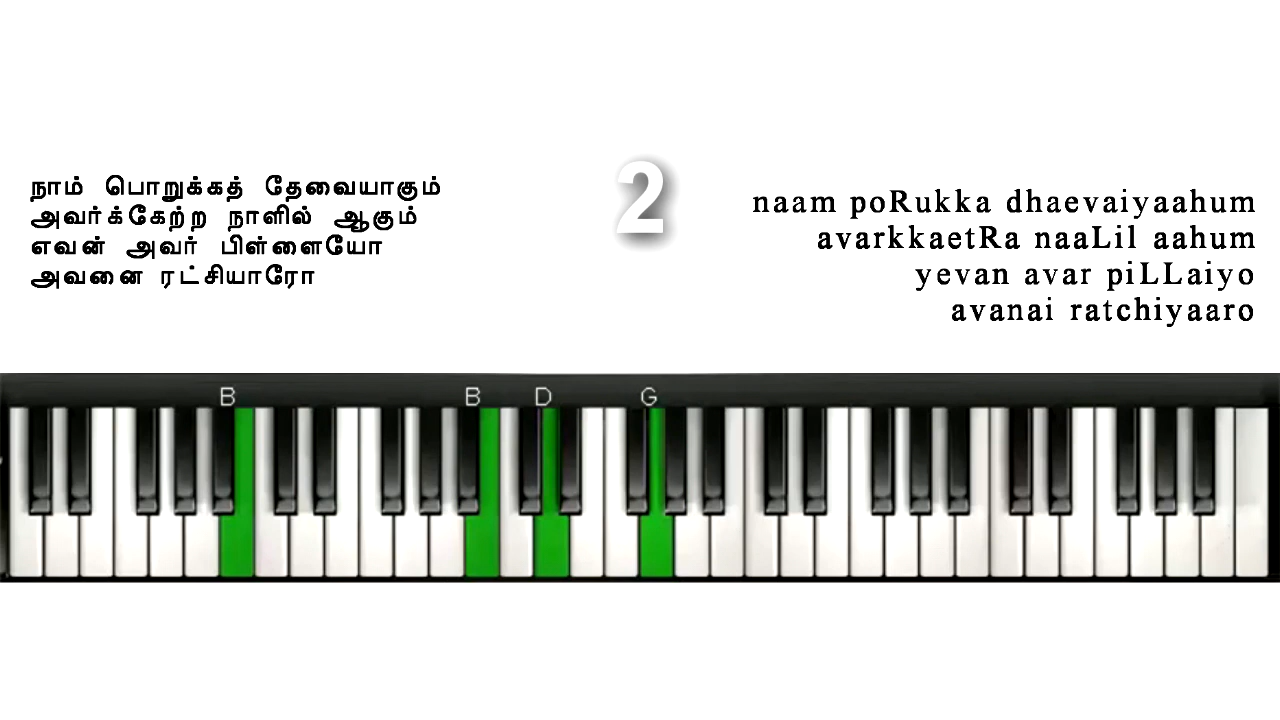 நாம் பொறுக்கத் தேவையாகும்
அவர்க்கேற்ற நாளில் ஆகும்
எவன் அவர் பிள்ளையோ
அவனை ரட்சியாரோ
2
naam poRukka dhaevaiyaahum
avarkkaetRa naaLil aahum
yevan avar piLLaiyo
avanai ratchiyaaro
B B D G